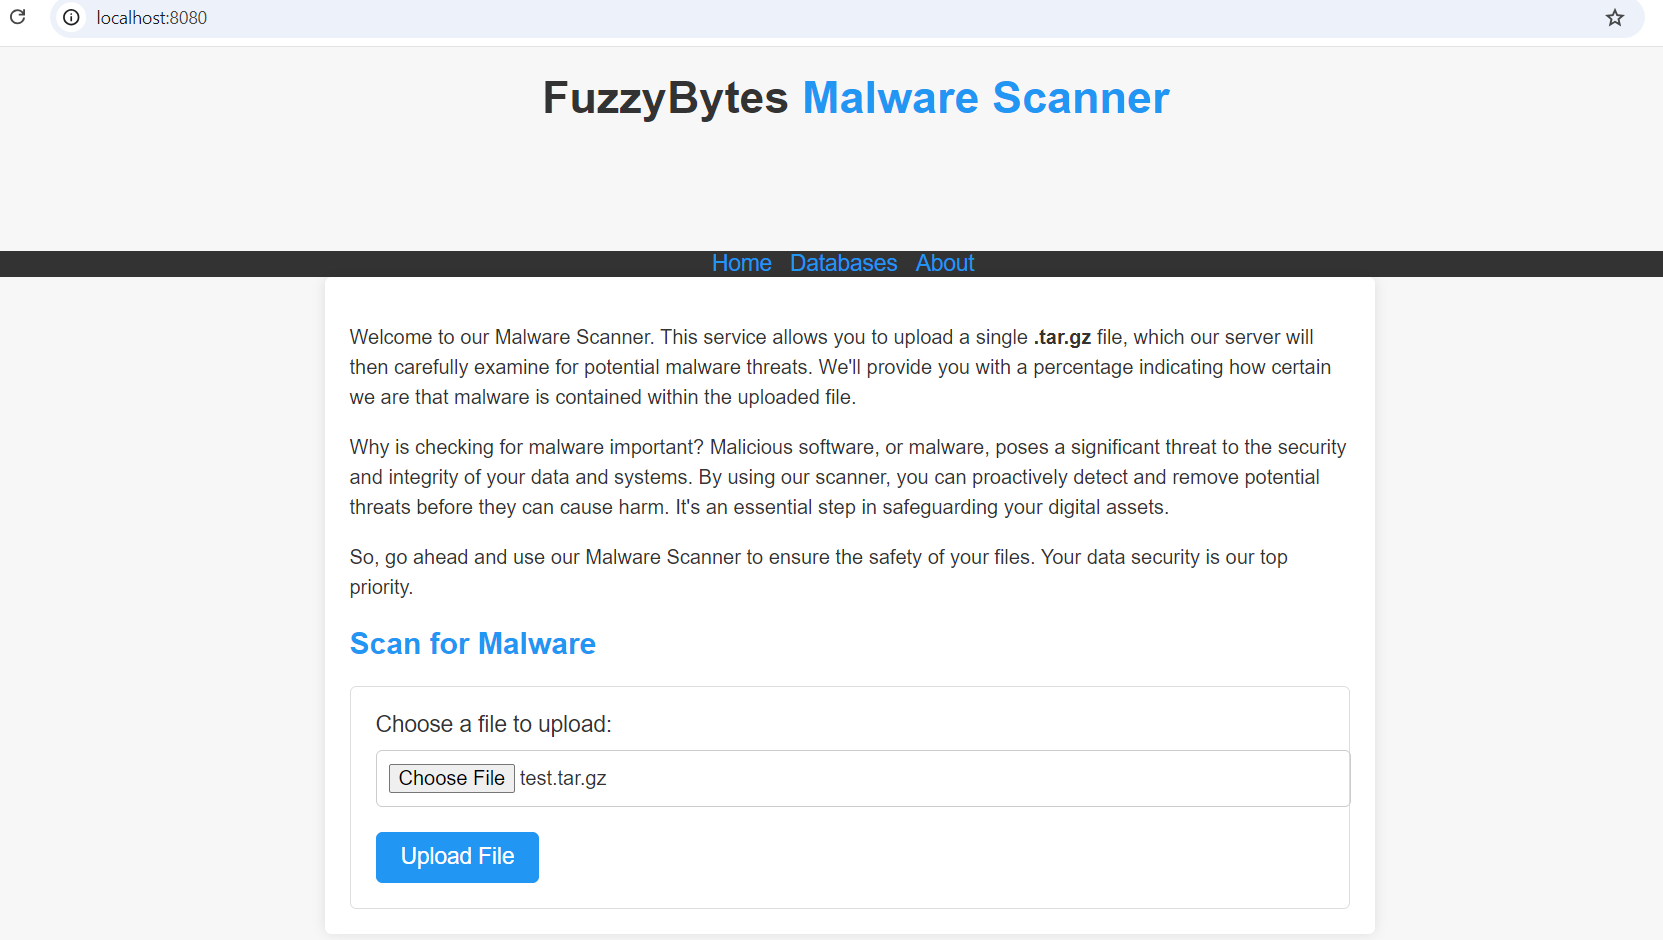 localhost:8080
FuzzyBytes Malware Scanner
Home Databases About
Welcome to our Malware Scanner. This service allows you to upload a single .tar.gz file, which our server will
then carefully examine for potential malware threats. We'll provide you with a percentage indicating how certain
we are that malware is contained within the uploaded file.
Why is checking for malware important? Malicious software, or malware, poses a significant threat to the security
and integrity of your data and systems. By using our scanner, you can proactively detect and remove potential
threats before they can cause harm. It's an essential step in safeguarding your digital assets.
So, go ahead and use our Malware Scanner to ensure the safety of your files. Your data security is our top
priority.
Scan for Malware
Choose a file to upload:
Choose File test.tar.gz
Upload File